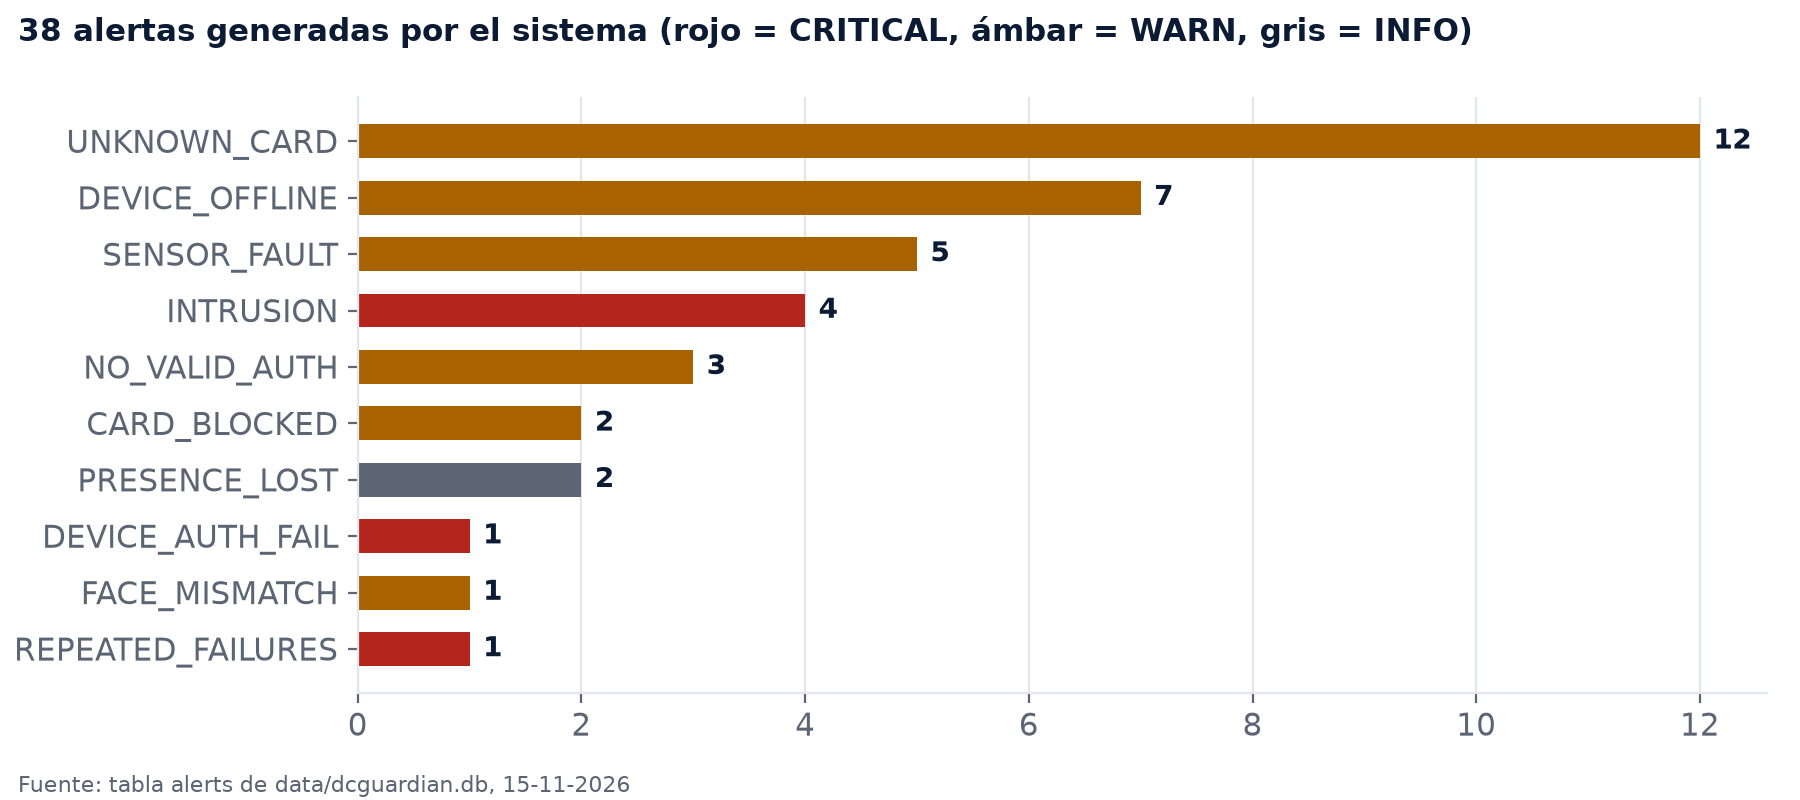 38 alertas generadas por el sistema (rojo = CRITICAL, ámbar = WARN, gris = INFO)
UNKNOWN_CARD 12
DEVICE_OFFLINE 7
SENSOR_FAULT 5
INTRUSION 4
NO_VALID_AUTH 3
CARD_BLOCKED 2
PRESENCE_LOST 2
DEVICE_AUTH_FAIL 1
FACE_MISMATCH 1
REPEATED_FAILURES 1
0 2 4 6 8 10 12
Fuente: tabla alerts de data/dcguardian.db, 15-11-2026